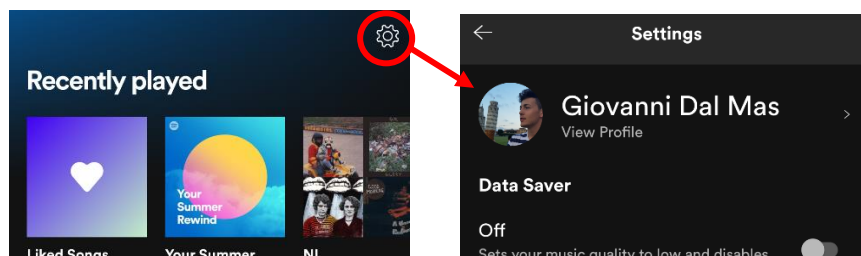 Recently played
Your
Summer
Rewind
Liked Songs
Your Summer
NL
Settings
Giovanni Dal Mas
View Profile
Data Saver
Off
Sets your music quality to low and disables